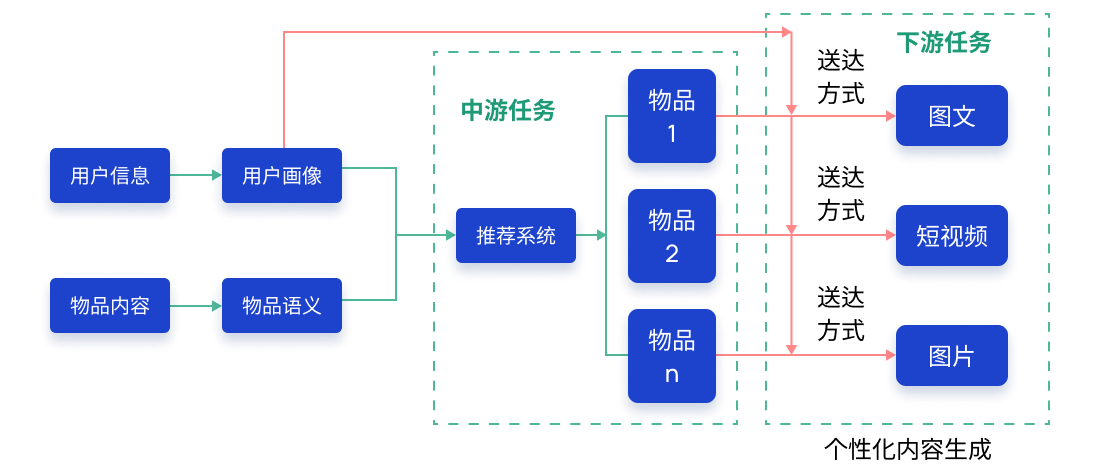 用户信息
用户画像
物品内容
物品语义
中游任务
推荐系统
物品
1
物品
2
物品
n
下游任务
送达
方式
图文
送达
方式
短视频
送达
方式
图片
个性化内容生成